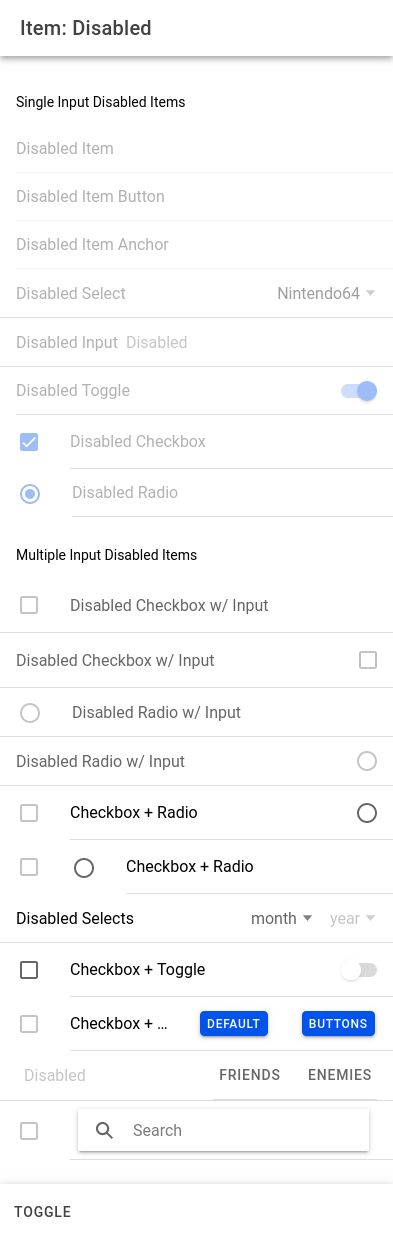 Item: Disabled
Single Input Disabled Items
Disabled Item
Disabled Item Button
Disabled Item Anchor
Disabled Select Nintendo64
Disabled Input Disabled
Disabled Toggle
Disabled Checkbox
Disabled Radio
Multiple Input Disabled Items
Disabled Checkbox w/ Input
Disabled Checkbox w/ Input
Disabled Radio w/ Input
Disabled Radio w/ Input
Checkbox + Radio
Checkbox + Radio
Disabled Selects month year
Checkbox + Toggle
Checkbox + ... DEFAULT BUTTONS
Disabled FRIENDS ENEMIES
Search
TOGGLE